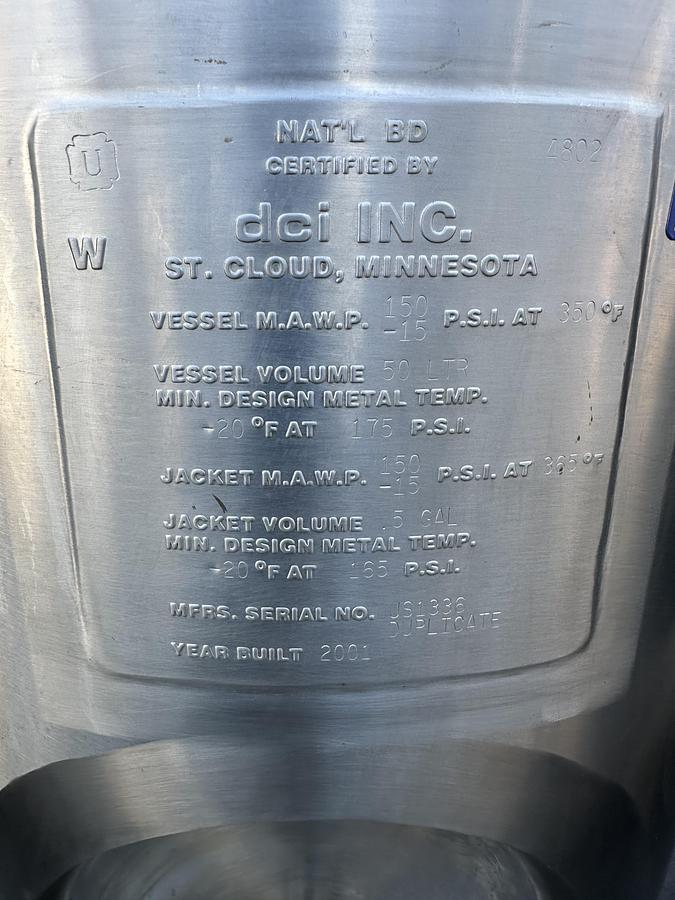 U
NAT'L BD
4802
CERTIFIED BY
dci INC.
W
ST. CLOUD, MINNESOTA
VESSEL M.A.W.P. 150 -15 P.S.I. AT 350 °F
VESSEL VOLUME 50 LTR
MIN. DESIGN METAL TEMP.
-20 °F AT 175 P.S.I.
JACKET M.A.W.P. 150 -15 P.S.I. AT 365 °F
JACKET VOLUME .5 GAL
MIN. DESIGN METAL TEMP.
-20 °F AT 165 P.S.I.
MFRS. SERIAL NO. JS1336
DUPLICATE
YEAR BUILT 2001